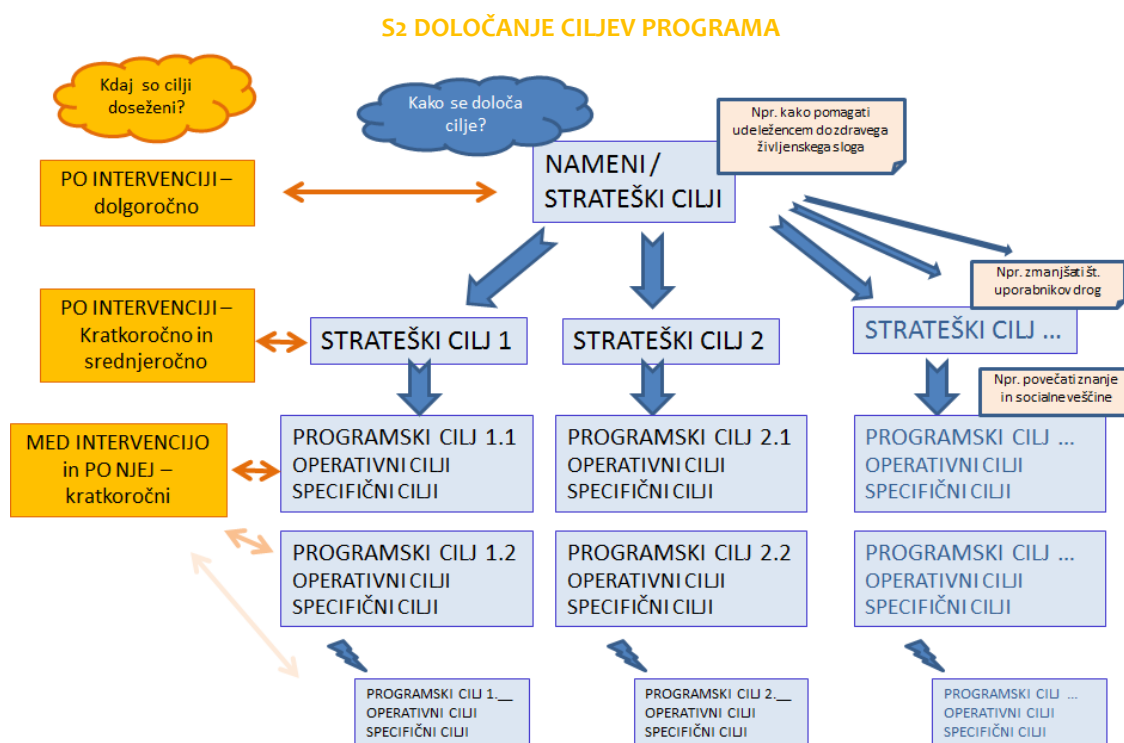 S2 DOLOČANJE CILJEV PROGRAMA
Kdaj so cilji
doseženi?
Kako se določa
cilje?
Npr. kako pomagati
udeležencem do zdravega
življenskega sloga
PO INTERVENCIJI –
dolgoročno
NAMENI /
STRATEŠKI CILJI
Npr. zmanjšati št.
uporabnikov drog
PO INTERVENCIJI –
Kratkoročno in
srednjeročno
STRATEŠKI CILJ 1
STRATEŠKI CILJ 2
STRATEŠKI CILJ ...
Npr. povečati znanje
in socialne veščine
MED INTERVENCIJO
in PO NJEJ –
kratkoročni
PROGRAMSKI CILJ 1.1
OPERATIVNI CILJI
SPECIFIČNI CILJI
PROGRAMSKI CILJ 2.1
OPERATIVNI CILJI
SPECIFIČNI CILJI
PROGRAMSKI CILJ ...
OPERATIVNI CILJI
SPECIFIČNI CILJI
PROGRAMSKI CILJ 1.2
OPERATIVNI CILJI
SPECIFIČNI CILJI
PROGRAMSKI CILJ 2.2
OPERATIVNI CILJI
SPECIFIČNI CILJI
PROGRAMSKI CILJ ...
OPERATIVNI CILJI
SPECIFIČNI CILJI
PROGRAMSKI CILJ 1.__
OPERATIVNI CILJI
SPECIFIČNI CILJI
PROGRAMSKI CILJ 2.__
OPERATIVNI CILJI
SPECIFIČNI CILJI
PROGRAMSKI CILJ ...
OPERATIVNI CILJI
SPECIFIČNI CILJI